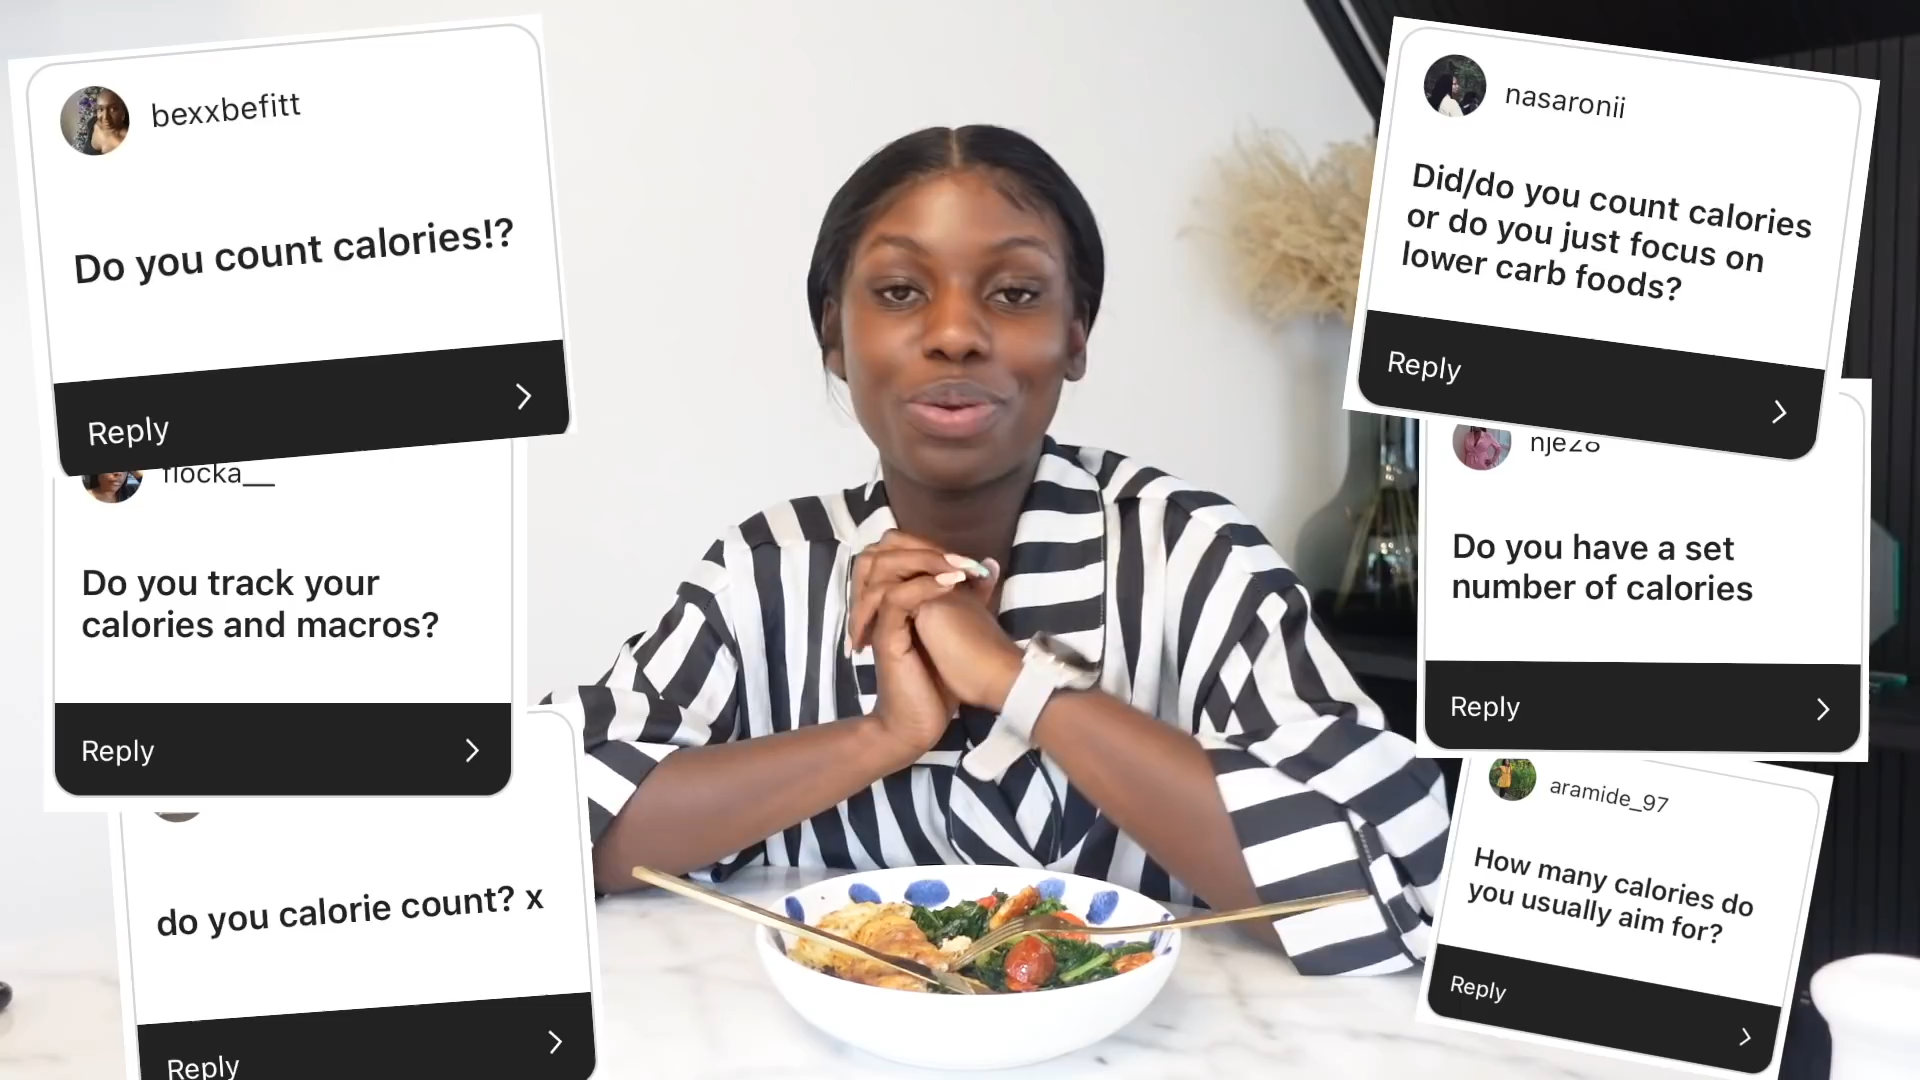 bexxbefitt
Do you count calories!?
Reply
flocka__
Do you track your
calories and macros?
Reply
do you calorie count? x
Reply
nasaronii
Did/do you count calories
or do you just focus on
lower carb foods?
Reply
nje28
Do you have a set
number of calories
Reply
aramide_97
How many calories do
you usually aim for?
Reply